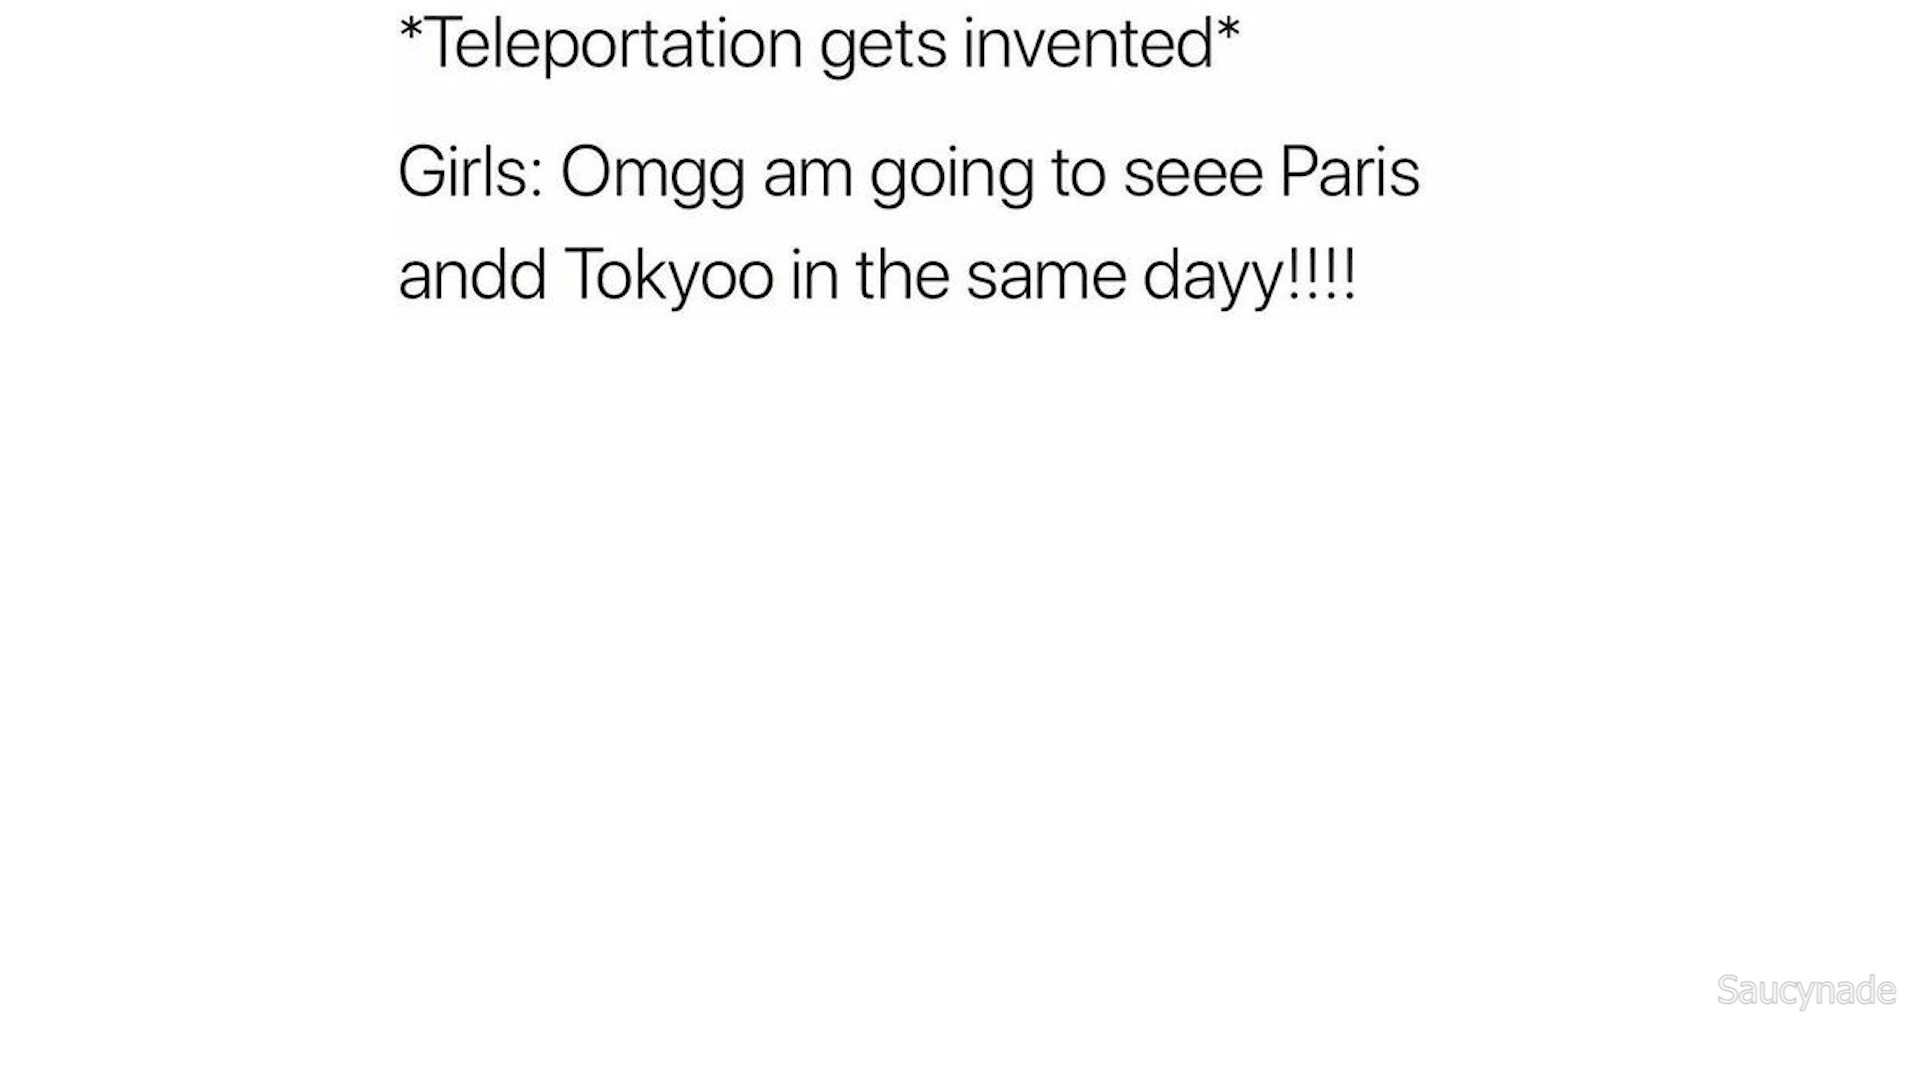 *Teleportation gets invented*
Girls: Omgg am going to seee Paris
andd Tokyoo in the same dayy!!!!
Saucynade